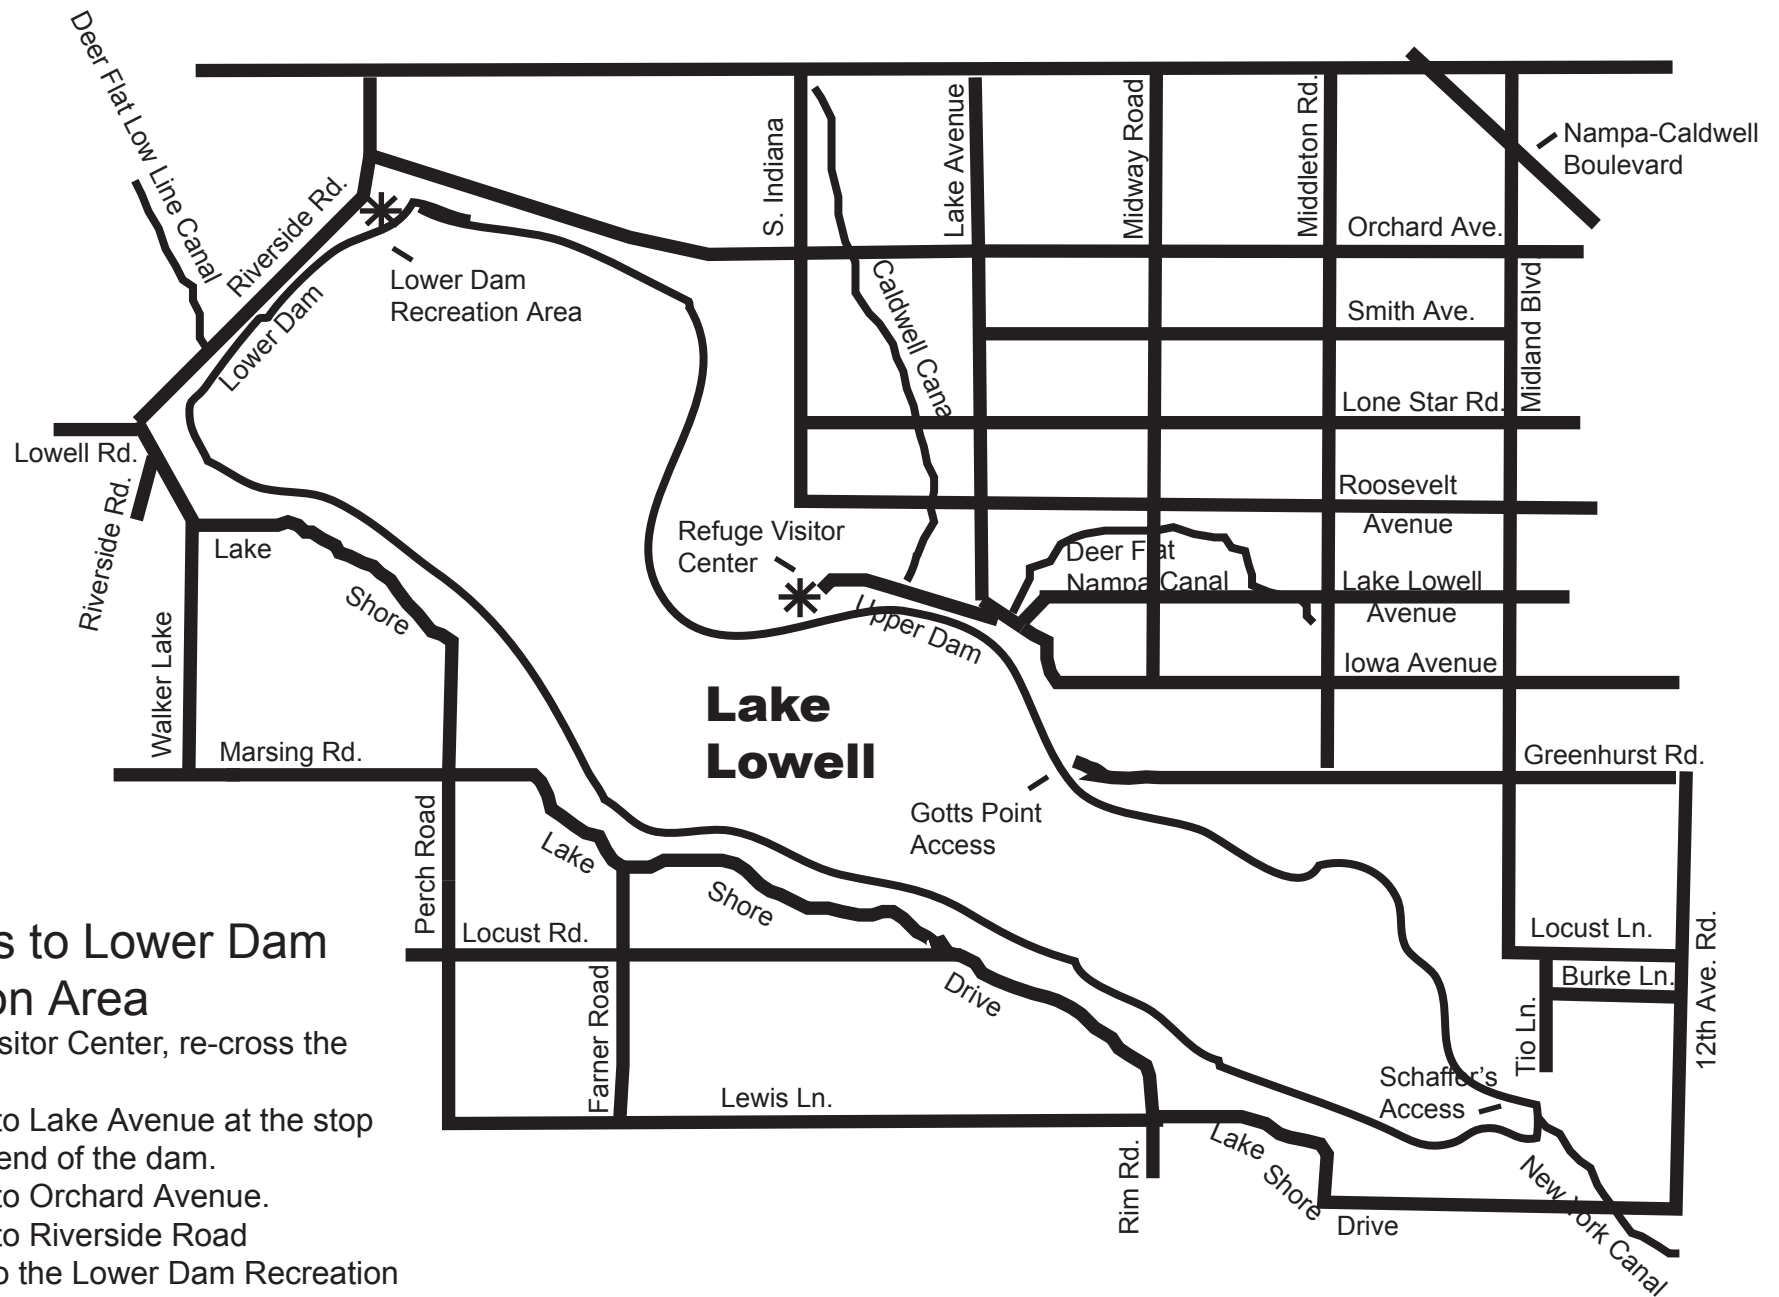 Deer Flat Low Line Canal
Riverside Rd.
Lower Dam
Lower Dam
Recreation Area
S. Indiana
Lake Avenue
Midway Road
Middleton Rd.
Nampa-Caldwell
Boulevard
Orchard Ave.
Caldwell Cana
Smith Ave.
Midland Blvd.
Lone Star Rd.
Lowell Rd.
Riverside Rd.
Roosevelt
Avenue
Refuge Visitor
Center
Deer Flat
Nampa Canal
Lake Lowell
Avenue
Upper Dam
Iowa Avenue
Lake
Shore
Walker Lake
Lake
Lowell
Marsing Rd.
Greenhurst Rd.
Gotts Point
Access
Perch Road
Lake
Shore
Drive
Locust Rd.
Locust Ln.
Burke Ln.
12th Ave. Rd.
Tio Ln.
Farner Road
Schaffer's
Access
Lewis Ln.
Rim Rd.
Lake
Shore
Drive
New York Canal
s to Lower Dam
on Area
sitor Center, re-cross the
to Lake Avenue at the stop
end of the dam.
to Orchard Avenue.
to Riverside Road
o the Lower Dam Recreation